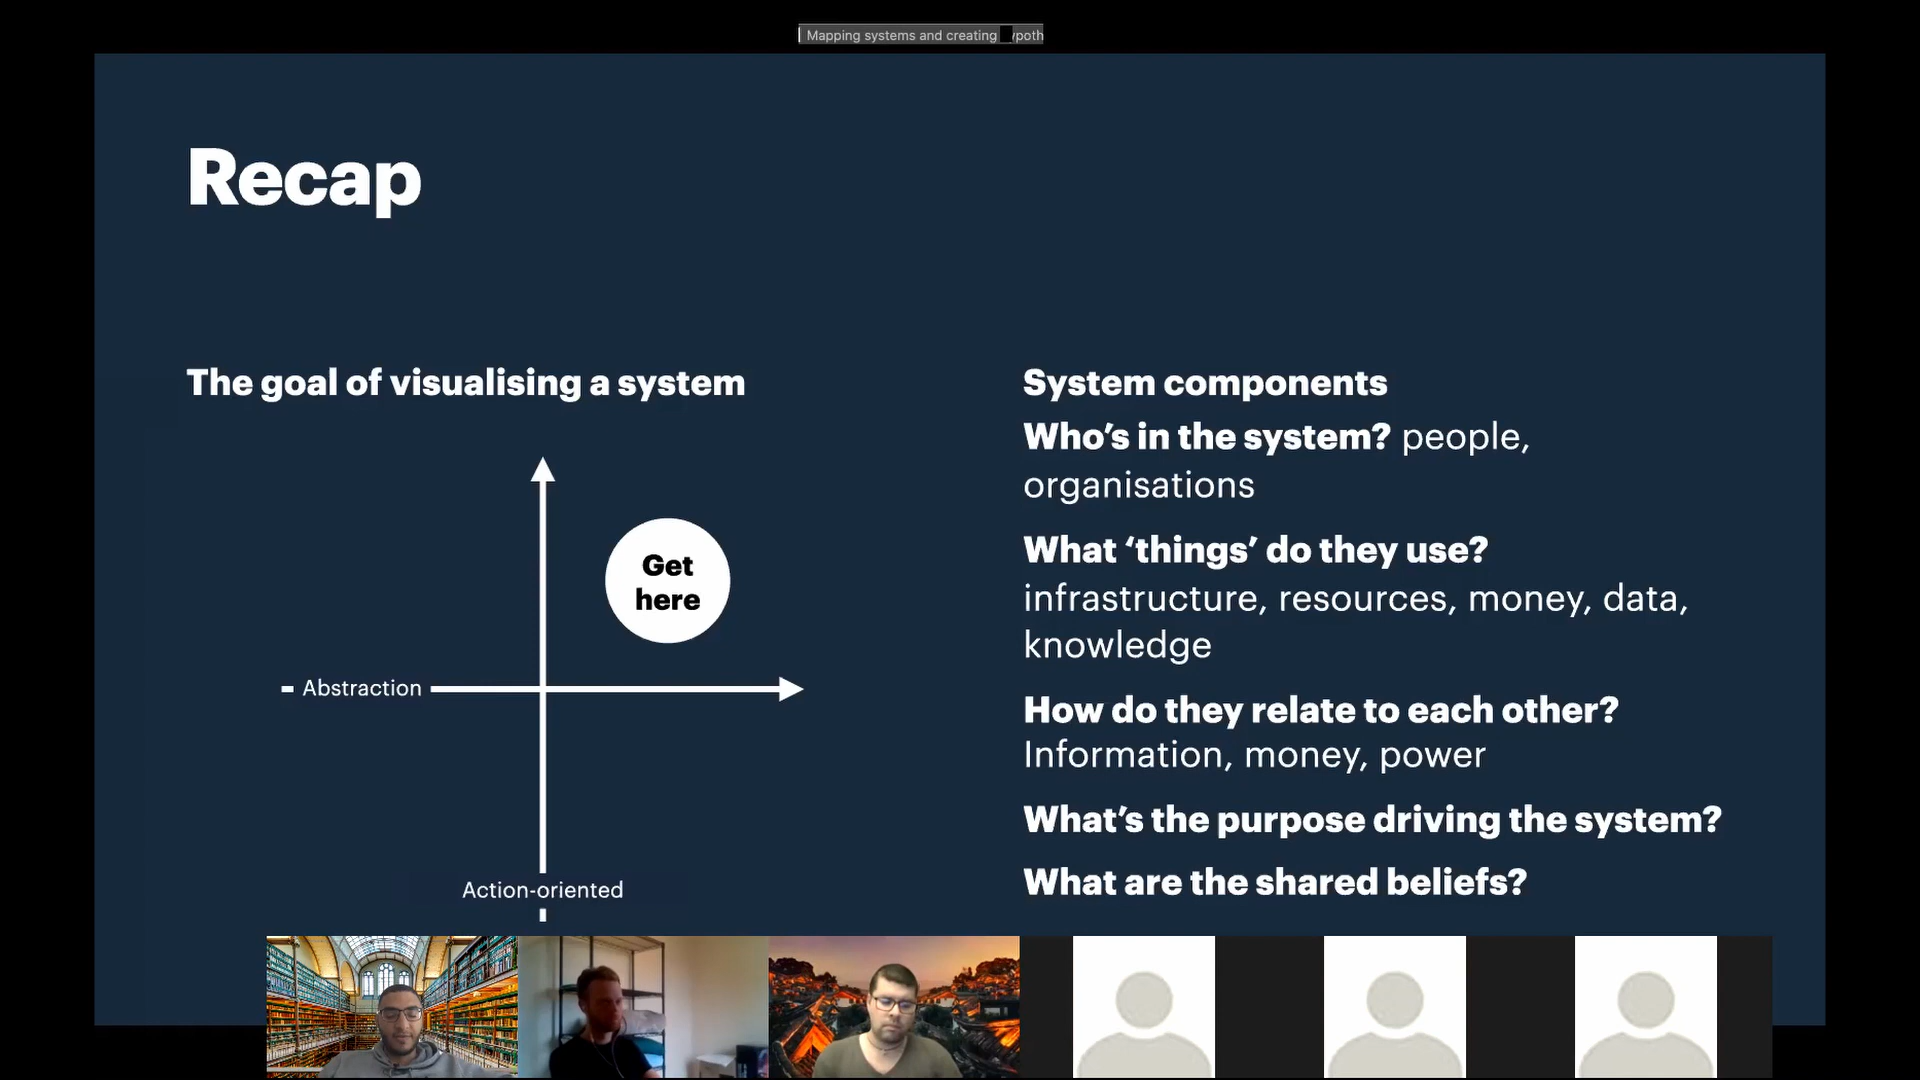 Mapping systems and creating
Recap
The goal of visualising a system
Get
here
Abstraction
Action-oriented
System components
Who's in the system? people,
organisations
What ‘things’ do they use?
infrastructure, resources, money, data,
knowledge
How do they relate to each other?
Information, money, power
What’s the purpose driving the system?
What are the shared beliefs?